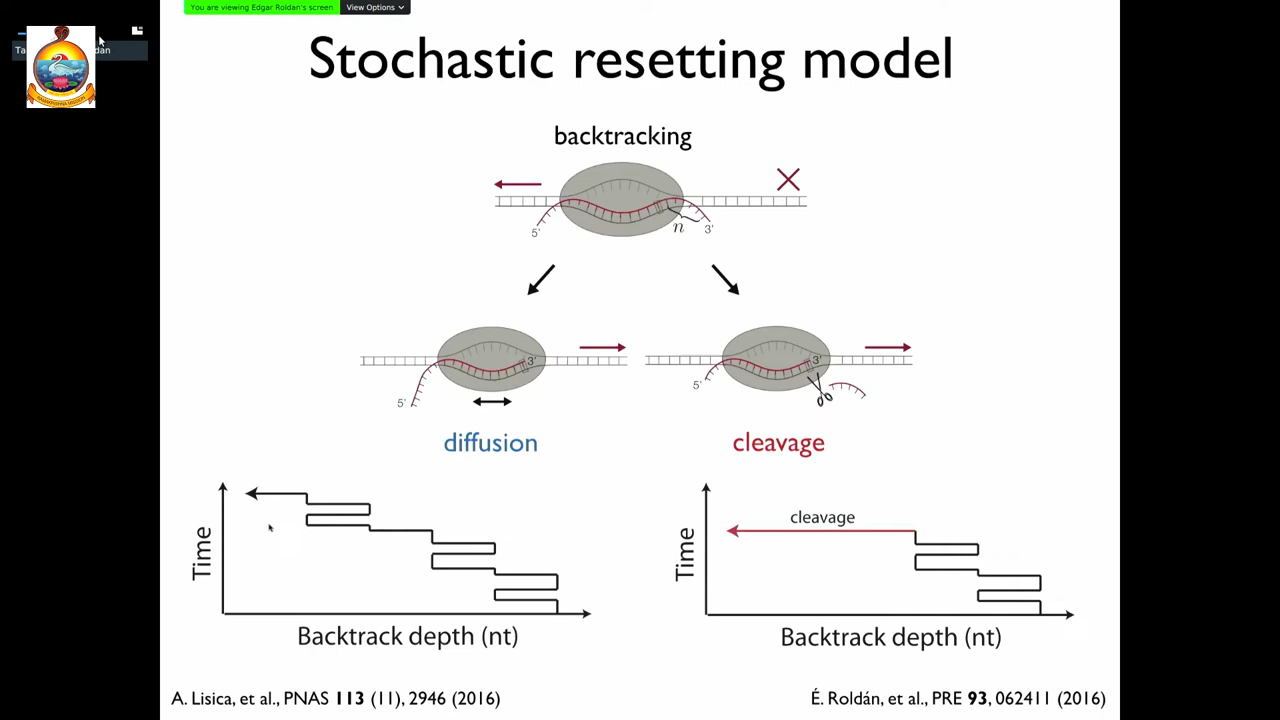 You are viewing Edgar Roldan's screen
View Options
Stochastic resetting model
backtracking
5'
n
3'
3'
5'
3'
5'
diffusion
cleavage
Time
Backtrack depth (nt)
cleavage
Time
Backtrack depth (nt)
A. Lisica, et al., PNAS 113 (11), 2946 (2016)
É. Roldán, et al., PRE 93, 062411 (2016)